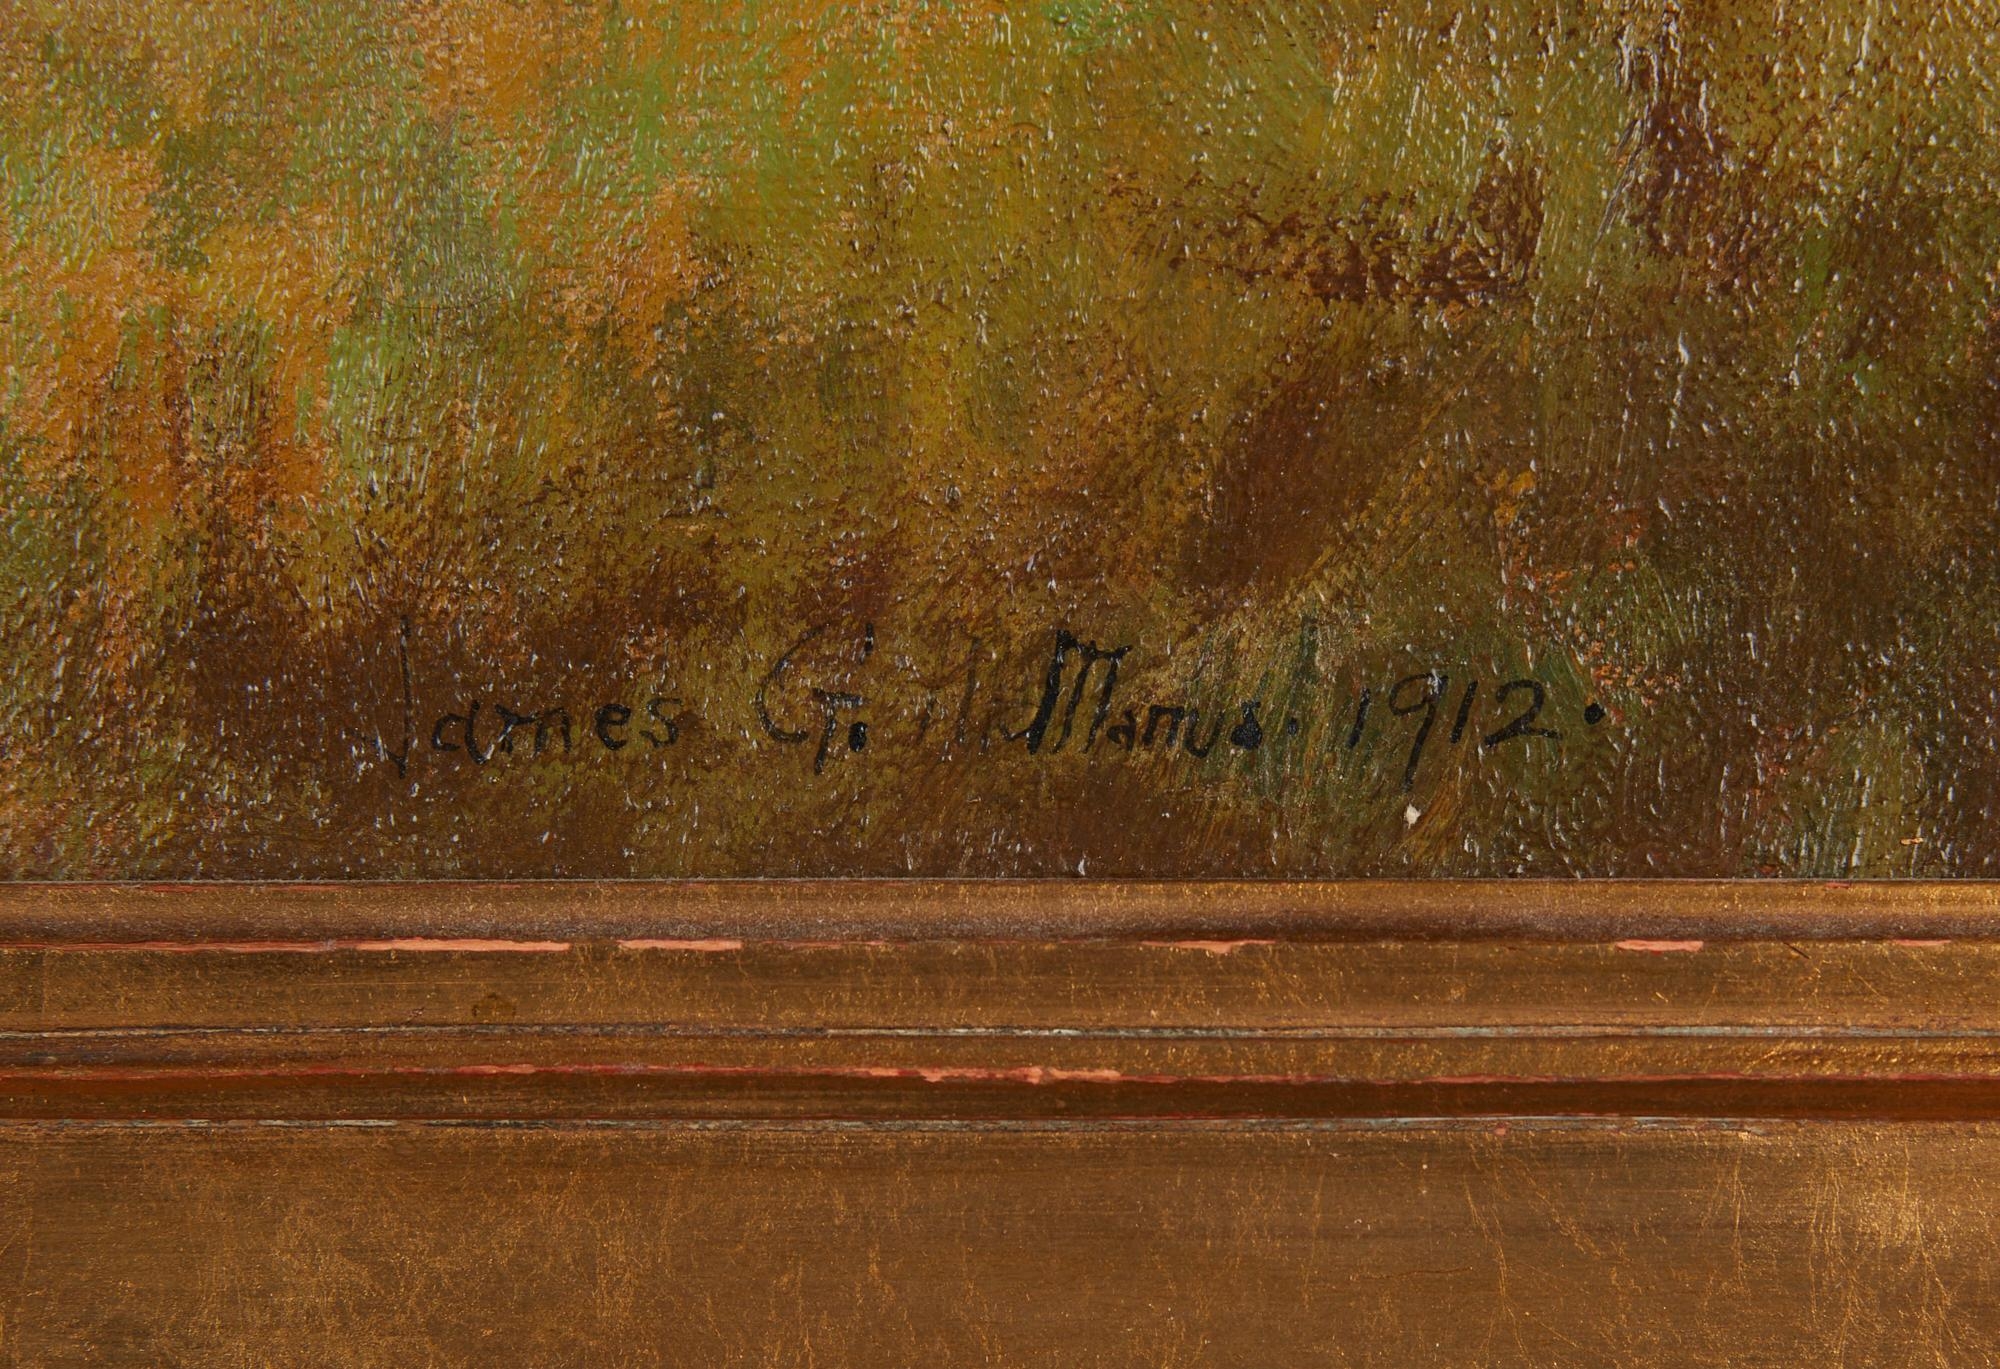 James G. McManus. 1912.